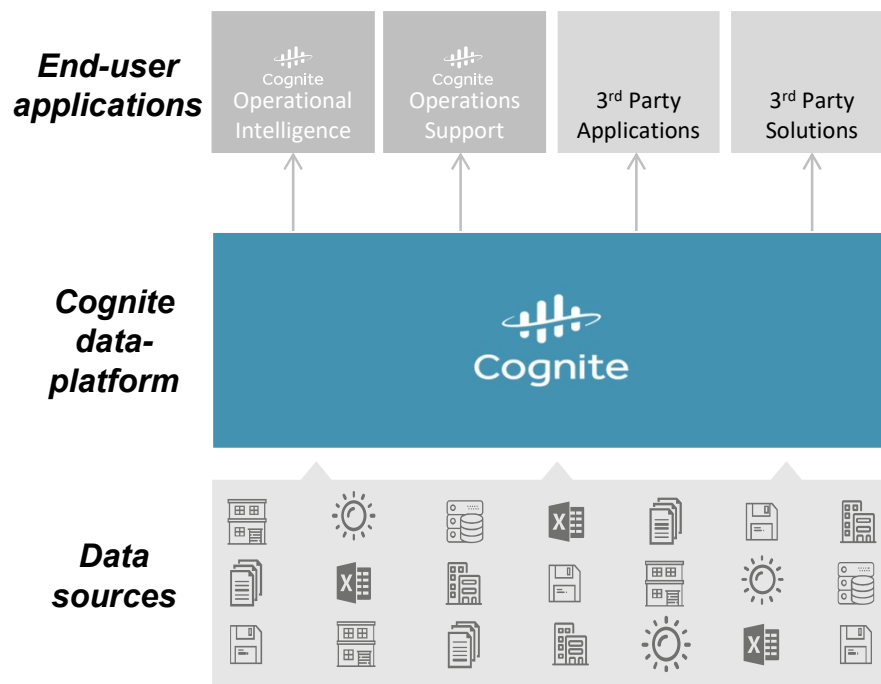 End-user
applications
Cognite
Operational
Intelligence
Cognite
Operations
Support
3rd Party
Applications
3rd Party
Solutions
Cognite
data-
platform
Cognite
Data
sources